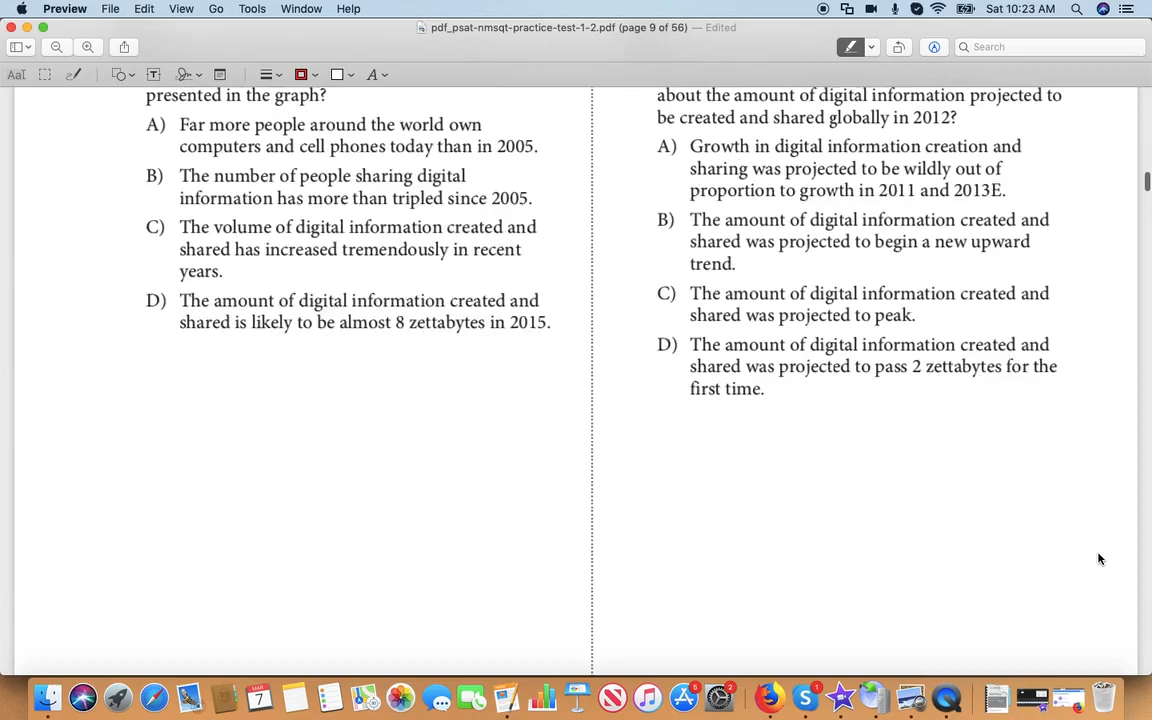 Preview File Edit View Go Tools Window Help Sat 10:23 AM
pdf_psat-nmsqt-practice-test-1-2.pdf (page 9 of 56) — Edited
Search
AaI T A
presented in the graph?
A) Far more people around the world own
computers and cell phones today than in 2005.
B) The number of people sharing digital
information has more than tripled since 2005.
C) The volume of digital information created and
shared has increased tremendously in recent
years.
D) The amount of digital information created and
shared is likely to be almost 8 zettabytes in 2015.
about the amount of digital information projected to
be created and shared globally in 2012?
A) Growth in digital information creation and
sharing was projected to be wildly out of
proportion to growth in 2011 and 2013E.
B) The amount of digital information created and
shared was projected to begin a new upward
trend.
C) The amount of digital information created and
shared was projected to peak.
D) The amount of digital information created and
shared was projected to pass 2 zettabytes for the
first time.
MAR
7
6
2
1